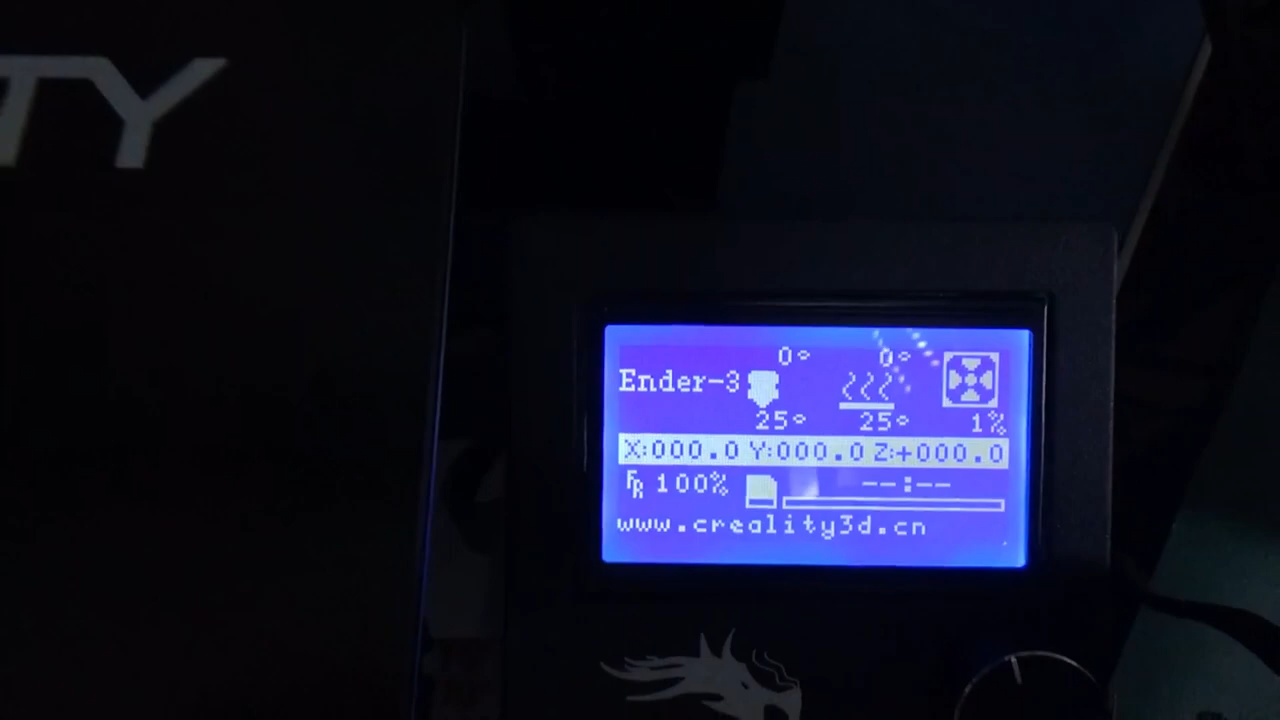 TY
0° 0°
Ender-3
25° 25° 1%
X:000.0 Y:000.0 Z:+000.0
FR 100% --:--
www.creality3d.cn